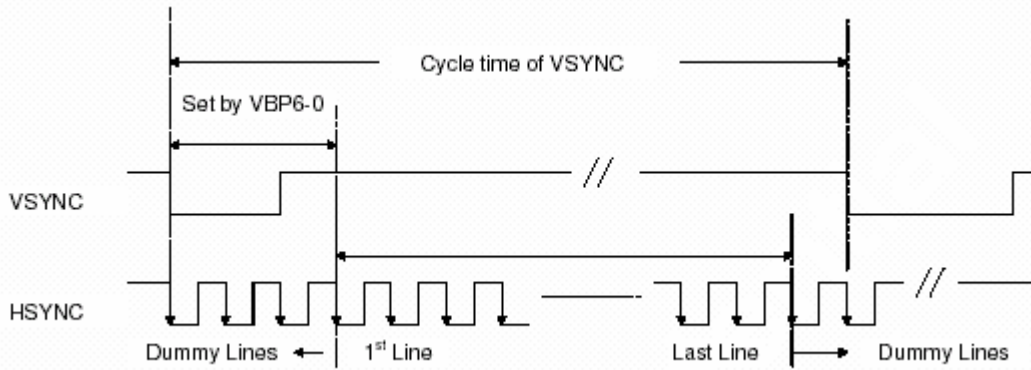 Cycle time of VSYNC
Set by VBP6-0
VSYNC
HSYNC
Dummy Lines 1st Line Last Line Dummy Lines